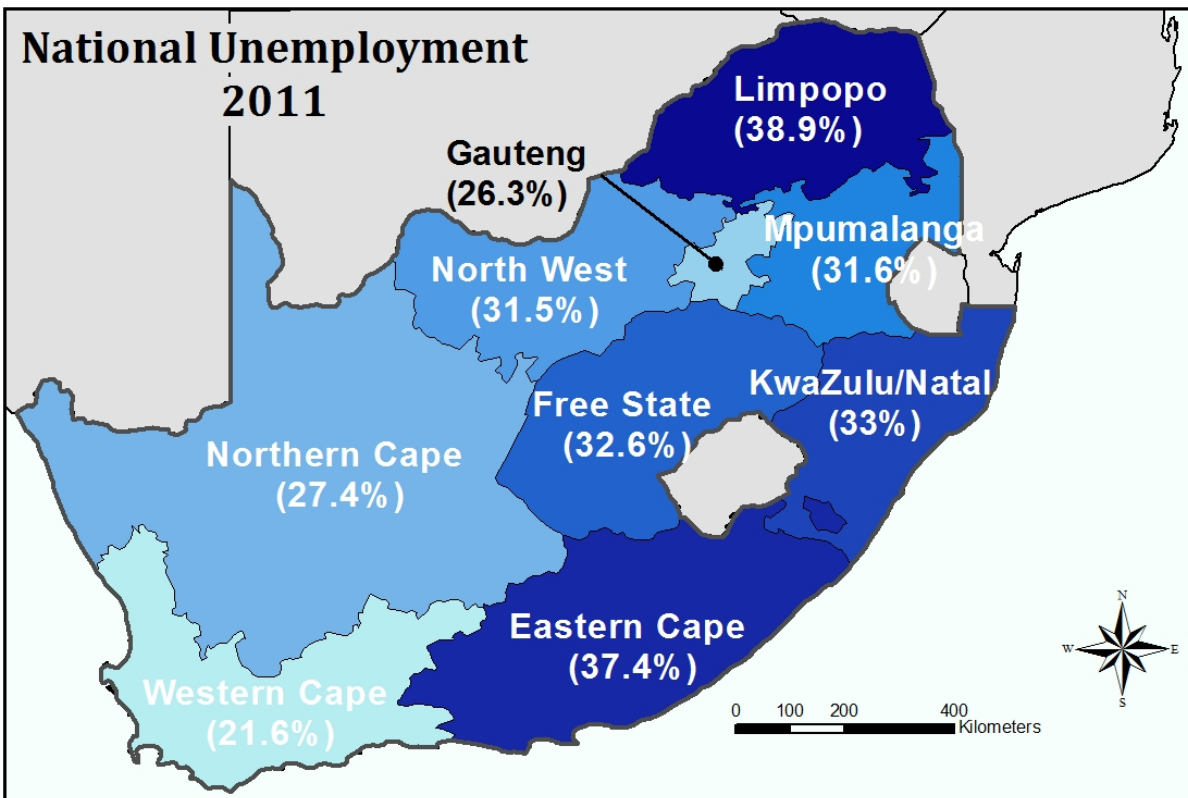 National Unemployment
2011
Limpopo
(38.9%)
Gauteng
(26.3%)
Mpumalanga
(31.6%)
North West
(31.5%)
KwaZulu/Natal
(33%)
Free State
(32.6%)
Northern Cape
(27.4%)
Eastern Cape
(37.4%)
Western Cape
(21.6%)
N
W E
S
0 100 200 400
Kilometers